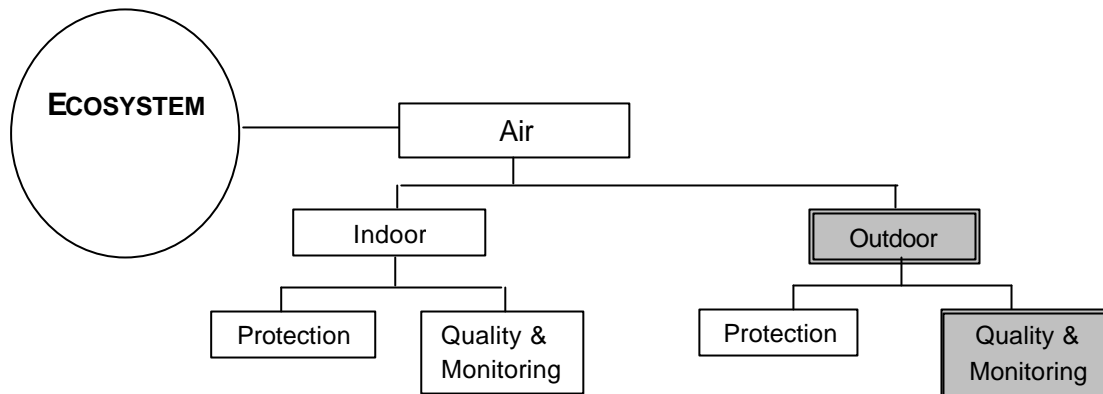 ECOSYSTEM
Air
Indoor
Outdoor
Protection
Quality &
Monitoring
Protection
Quality &
Monitoring